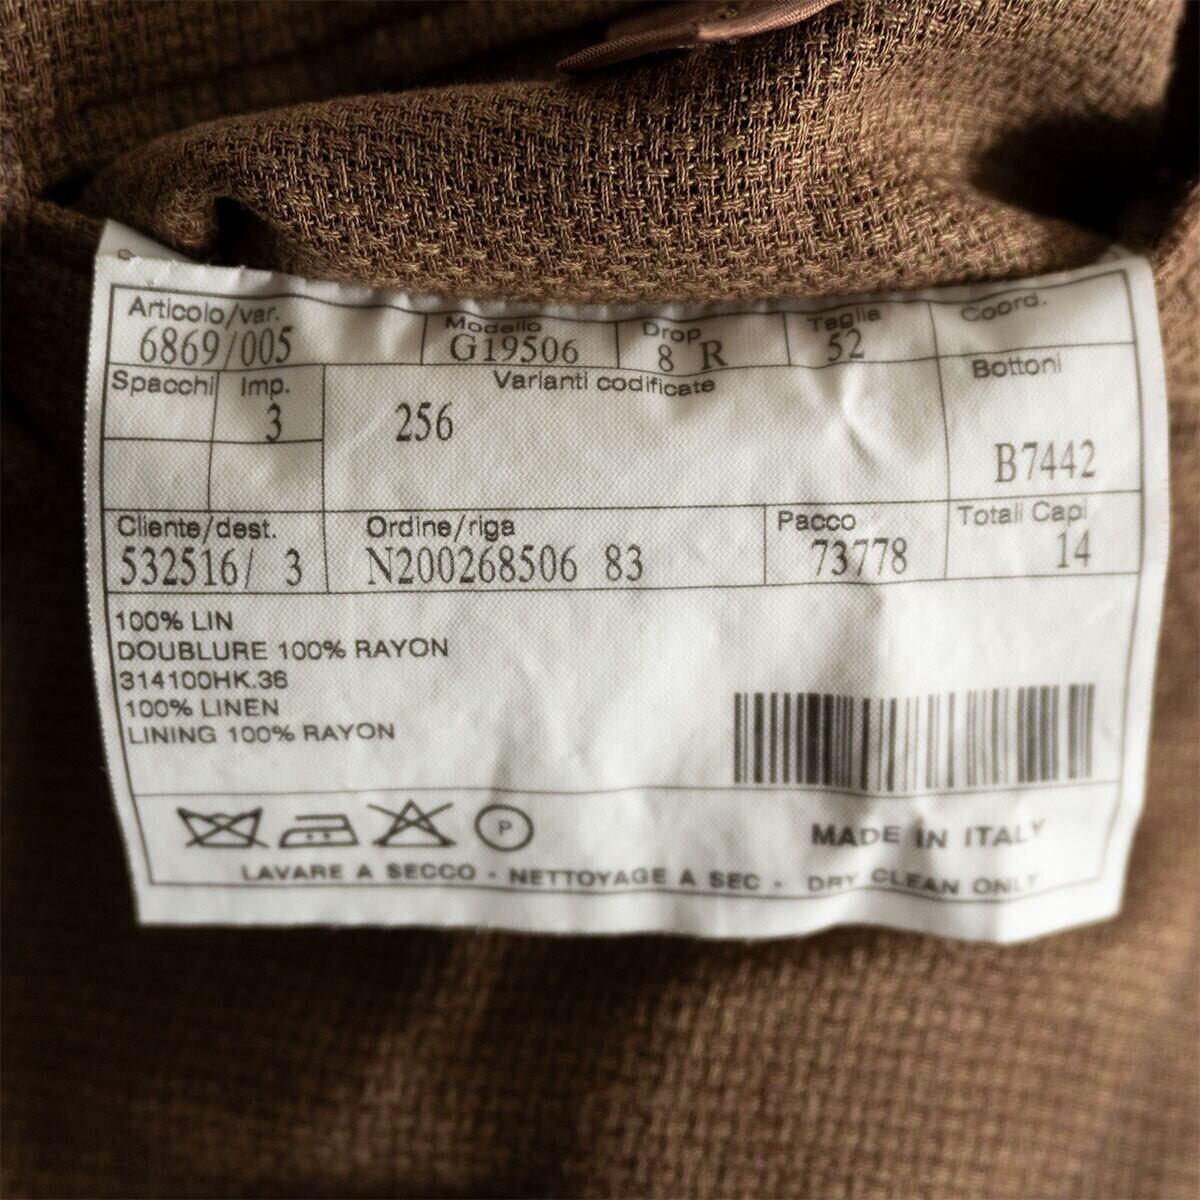 Articolo/var. Modello Drop Taglia Coord.
6869/005 G19506 8 R 52
Spacchi Imp. Varianti codificate Bottoni
3 256
B7442
Cliente/dest. Ordine/riga Pacco Totali Capi
532516/ 3 N200268506 83 73778 14
100% LIN
DOUBLURE 100% RAYON
314100HK.36
100% LINEN
LINING 100% RAYON
P
MADE IN ITALY
LAVARE A SECCO - NETTOYAGE A SEC - DRY CLEAN ONLY